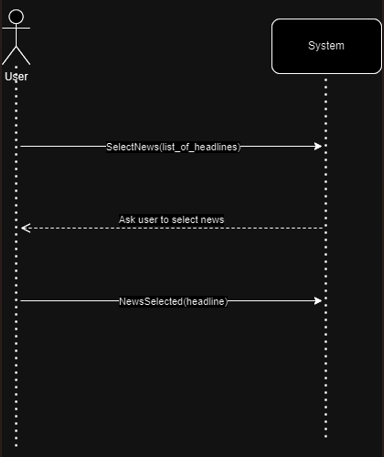 User
System
SelectNews(list_of_headlines)
Ask user to select news
NewsSelected(headline)